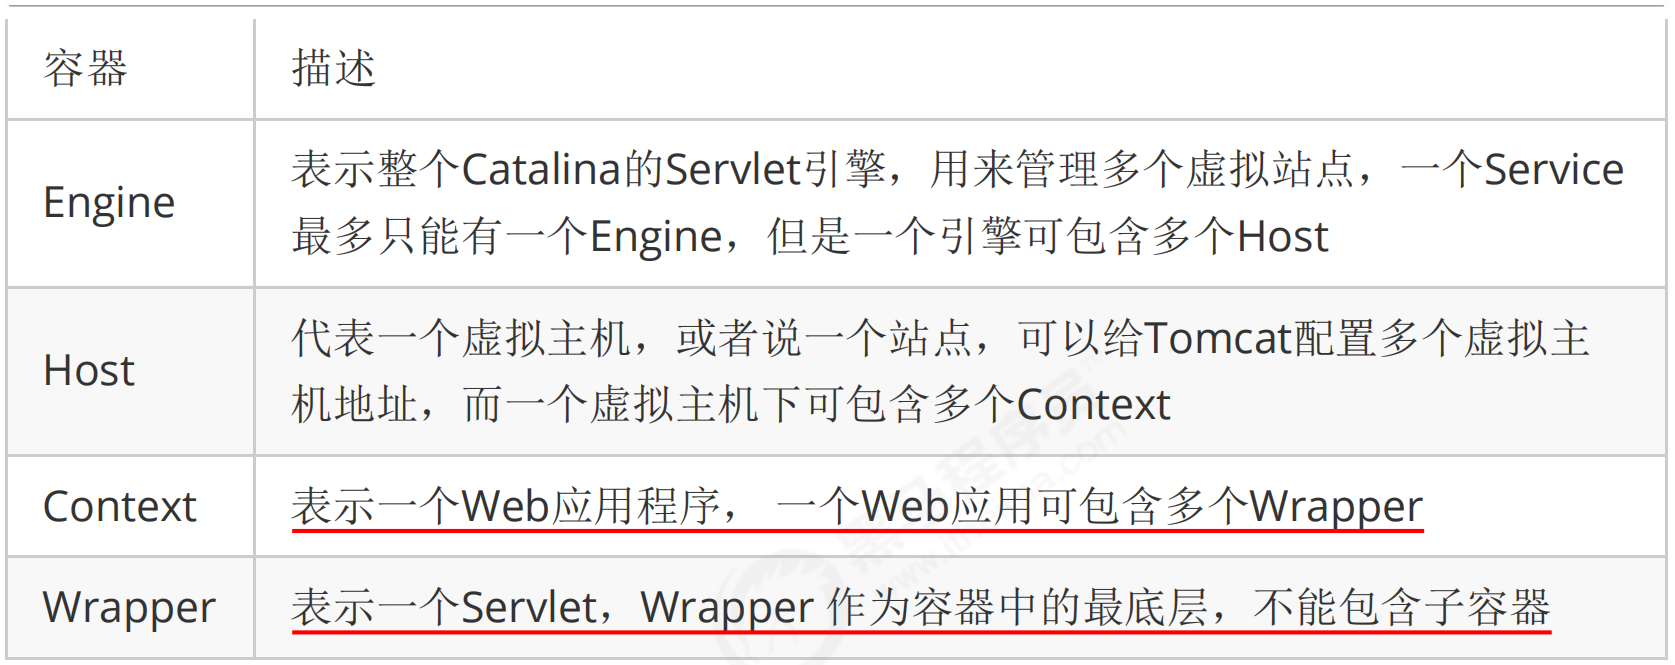 容器 描述
Engine
表示整个Catalina的Servlet引擎，用来管理多个虚拟站点，一个Service
最多只能有一个Engine，但是一个引擎可包含多个Host
Host
代表一个虚拟主机，或者说一个站点，可以给Tomcat配置多个虚拟主
机地址，而一个虚拟主机下可包含多个Context
Context 表示一个Web应用程序， 一个Web应用可包含多个Wrapper
Wrapper 表示一个Servlet，Wrapper 作为容器中的最底层，不能包含子容器